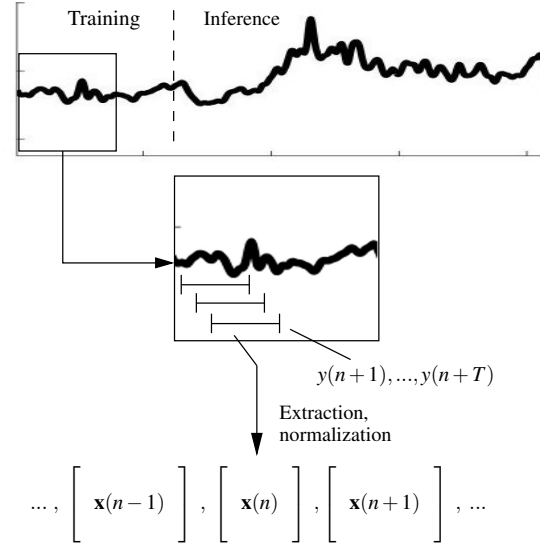 Training Inference
y(n+1),...,y(n+T)
Extraction,
normalization
... , [ x(n−1) ] , [ x(n) ] , [ x(n+1) ] , ...